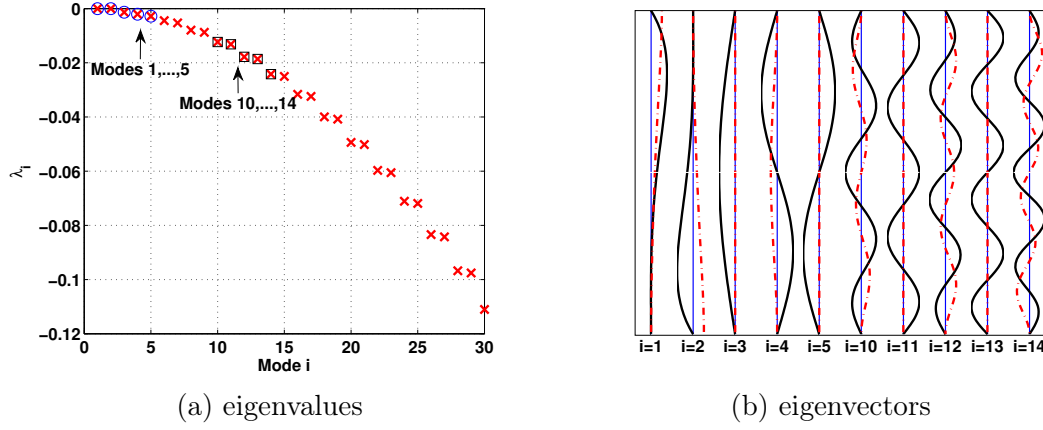 0
−0.02
−0.04
−0.06
−0.08
−0.1
−0.12
λi
Modes 1,...,5
Modes 10,...,14
0 5 10 15 20 25 30
Mode i
i=1 i=2 i=3 i=4 i=5 i=10 i=11 i=12 i=13 i=14
(a) eigenvalues
(b) eigenvectors